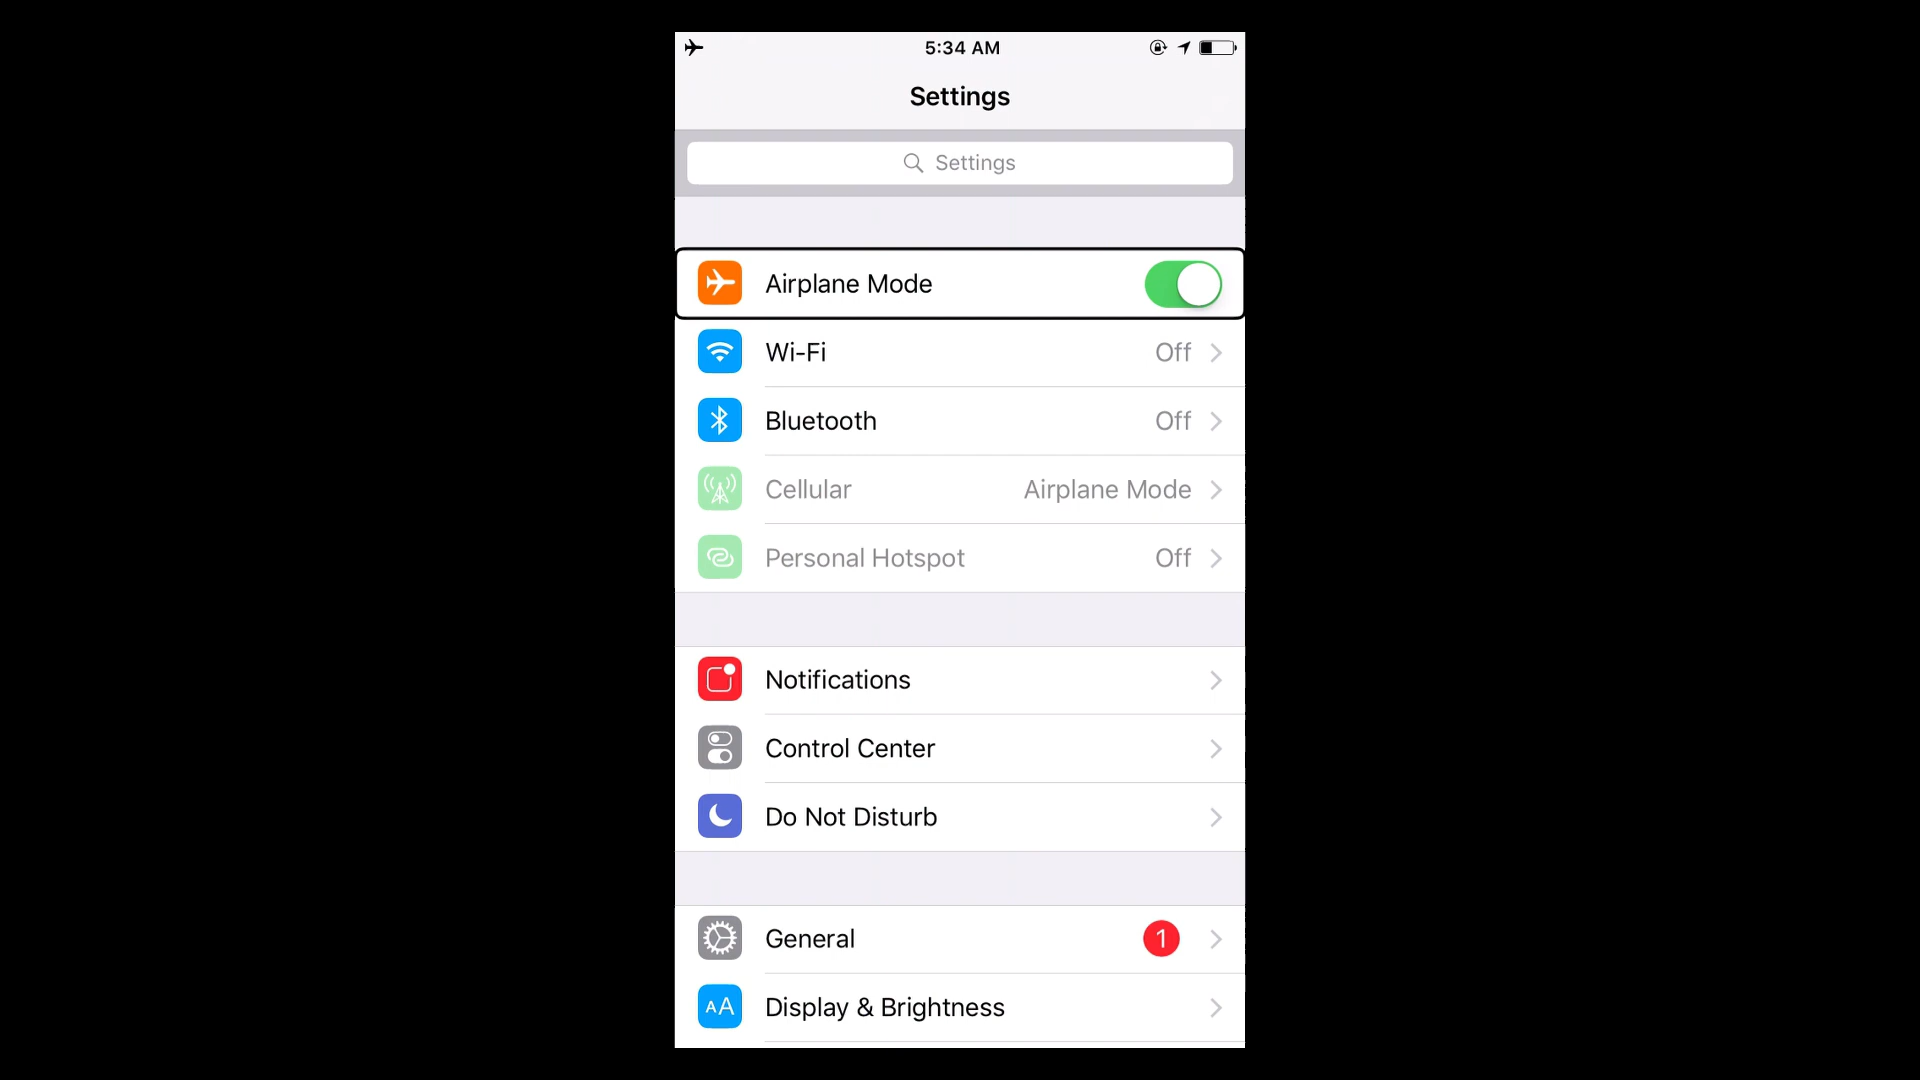 5:34 AM
Settings
Settings
Airplane Mode
Wi-Fi Off
Bluetooth Off
Cellular Airplane Mode
Personal Hotspot Off
Notifications
Control Center
Do Not Disturb
General 1
AA Display & Brightness